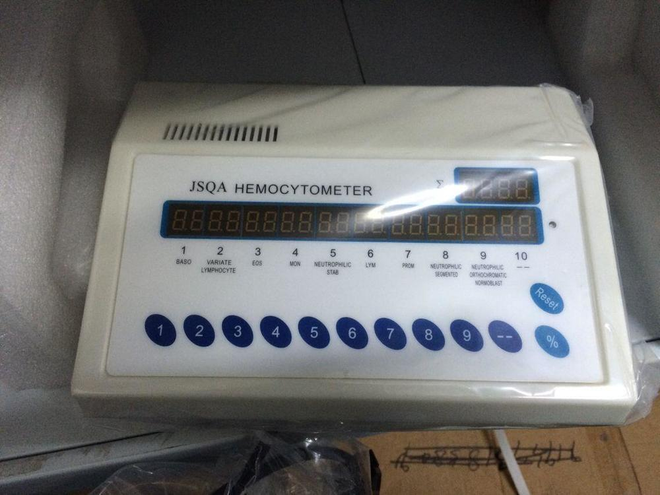 JSQA HEMOCYTOMETER
Σ
1 2 3 4 5 6 7 8 9 10
BASO VARIATE EOS MON NEUTROPHILIC LYM PROM NEUTROPHILIC NEUTROPHILIC --
LYMPHOCYTE STAB SEGMENTED ORTHOCHROMATIC
NORMOBLAST
Reset
1 2 3 4 5 6 7 8 9 -- %